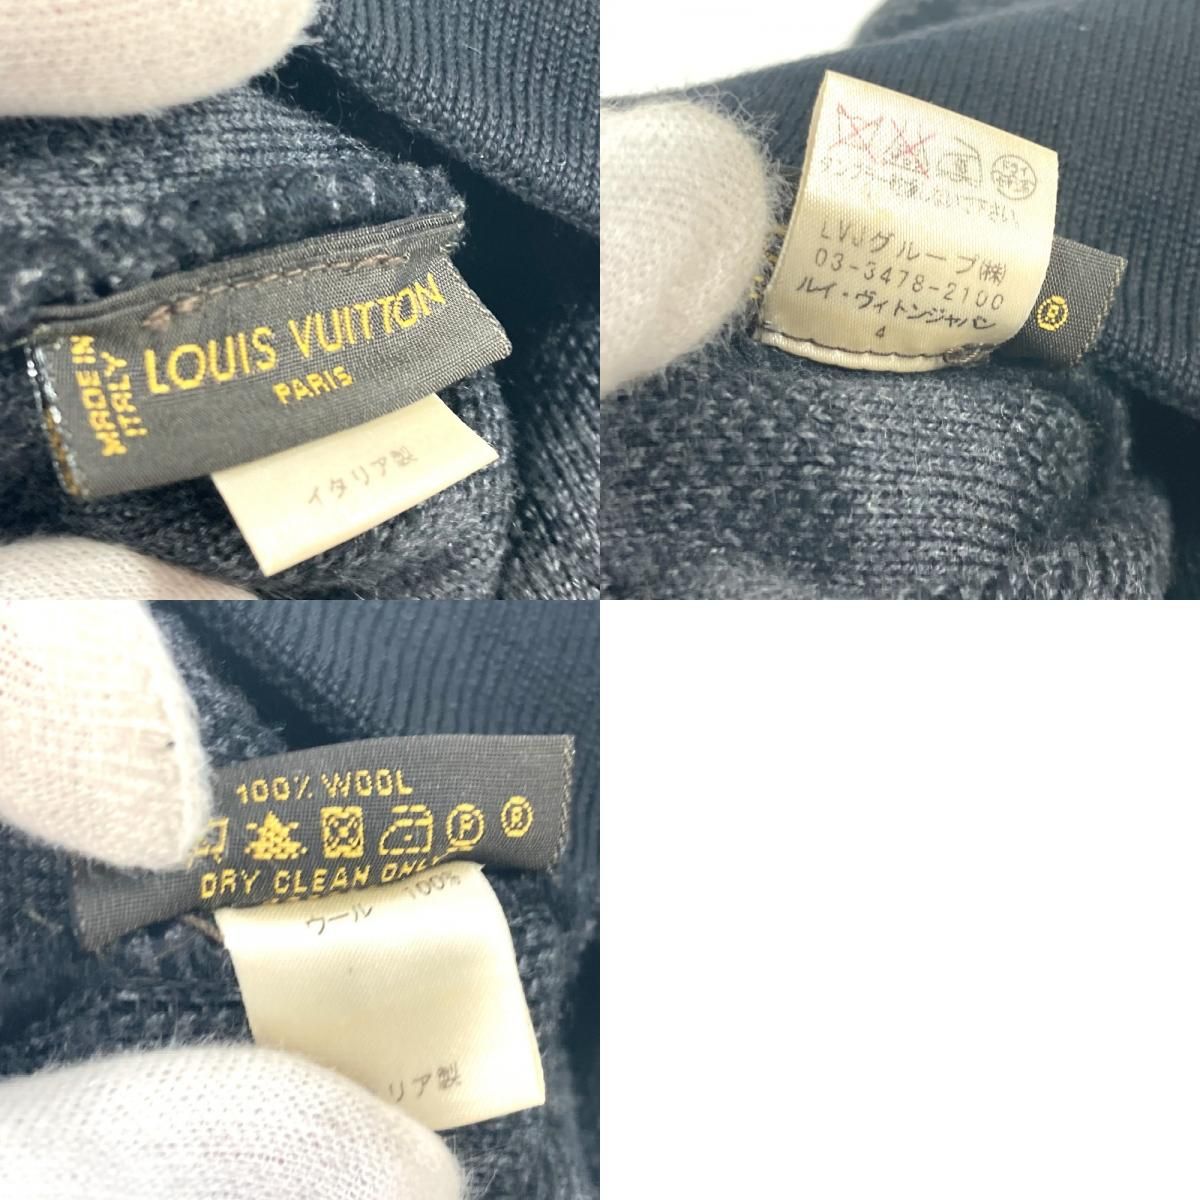 MADE IN
ITALY
LOUIS VUITTON
PARIS
イタリア製
タンブラー乾燥はしないで下さい。
LVJグループ㈱
03-3478-2100
ルイ・ヴィトンジャパン
4
®
100% WOOL
P ®
DRY CLEAN ONLY
ウール 100%
リア製